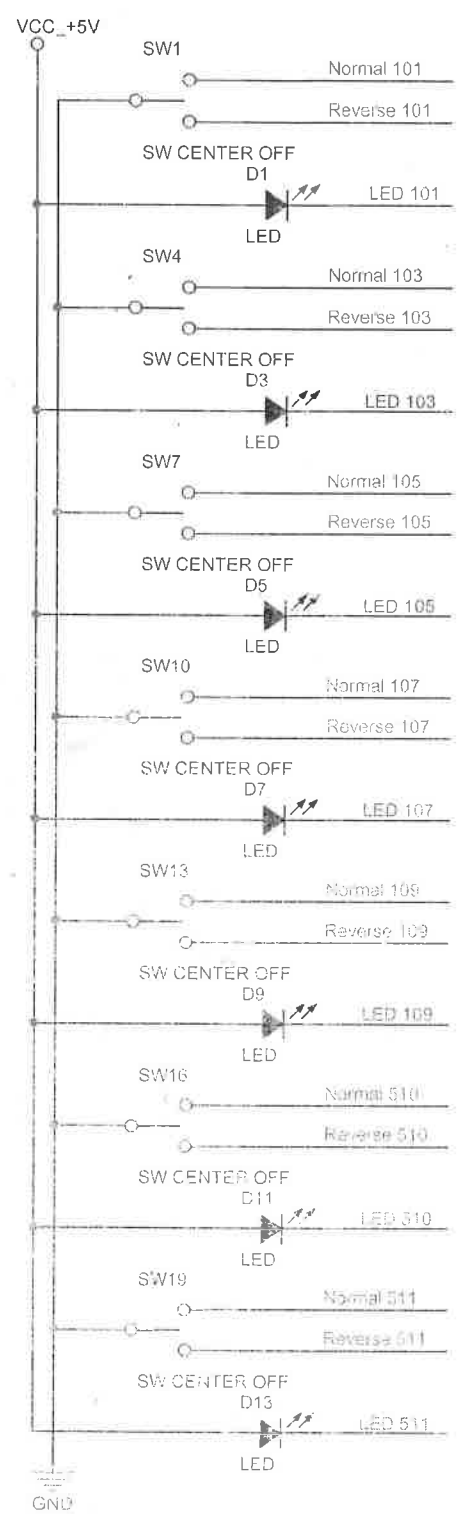 VCC_+5V
SW1
Normal 101
Reverse 101
SW CENTER OFF
D1
LED 101
LED
SW4
Normal 103
Reverse 103
SW CENTER OFF
D3
LED 103
LED
SW7
Normal 105
Reverse 105
SW CENTER OFF
D5
LED 105
LED
SW10
Normal 107
Reverse 107
SW CENTER OFF
D7
LED 107
LED
SW13
Normal 109
Reverse 109
SW CENTER OFF
D9
LED 109
LED
SW16
Normal 510
Reverse 510
SW CENTER OFF
D11
LED 510
LED
SW19
Normal 511
Reverse 511
SW CENTER OFF
D13
LED 511
LED
GND